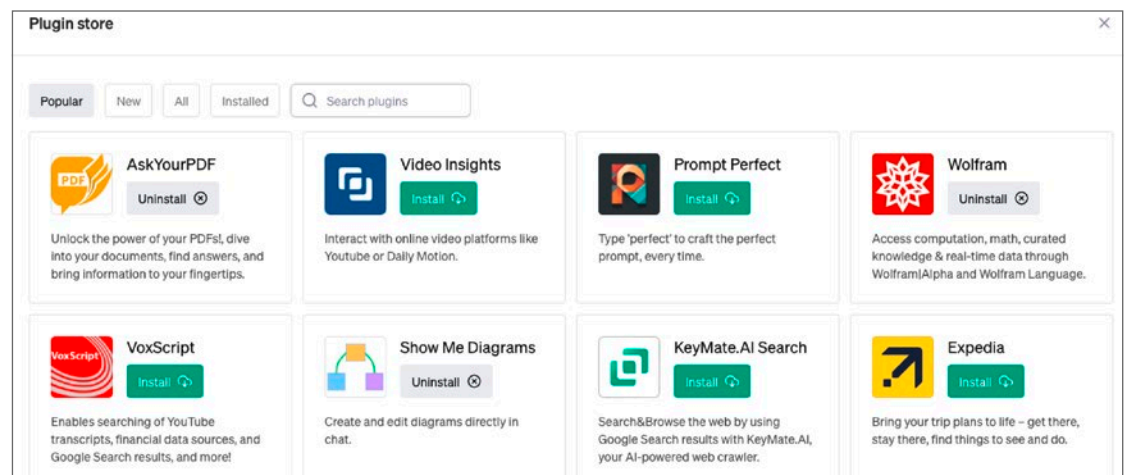 Plugin store
Popular
New
All
Installed
Search plugins
PDF
AskYourPDF
Uninstall
Unlock the power of your PDFs!, dive
into your documents, find answers, and
bring information to your fingertips.
Video Insights
Install
Interact with online video platforms like
Youtube or Daily Motion.
Prompt Perfect
Install
Type 'perfect' to craft the perfect
prompt, every time.
Wolfram
Uninstall
Access computation, math, curated
knowledge & real-time data through
Wolfram|Alpha and Wolfram Language.
VoxScript
VoxScript
Install
Enables searching of YouTube
transcripts, financial data sources, and
Google Search results, and more!
Show Me Diagrams
Uninstall
Create and edit diagrams directly in
chat.
KeyMate.AI Search
Install
Search&Browse the web by using
Google Search results with KeyMate.AI,
your AI-powered web crawler.
Expedia
Install
Bring your trip plans to life – get there,
stay there, find things to see and do.